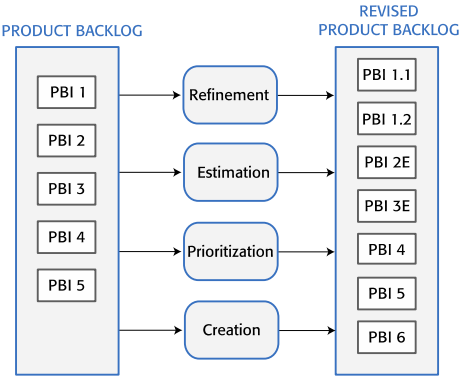 PRODUCT BACKLOG
PBI 1
PBI 2
PBI 3
PBI 4
PBI 5
Refinement
Estimation
Prioritization
Creation
REVISED
PRODUCT BACKLOG
PBI 1.1
PBI 1.2
PBI 2E
PBI 3E
PBI 4
PBI 5
PBI 6